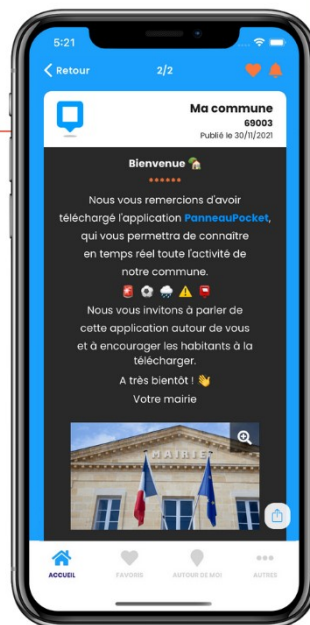 5:21
Retour
2/2
Ma commune
69003
Publié le 30/11/2021
Bienvenue 🏡
Nous vous remercions d'avoir
téléchargé l'application PanneauPocket,
qui vous permettra de connaître
en temps réel toute l'activité de
notre commune.
🚨 ⚽ 🌧️ ⚠️ 📮
Nous vous invitons à parler de
cette application autour de vous
et à encourager les habitants à la
télécharger.
A très bientôt ! 👋
Votre mairie
MAIRIE
ACCUEIL
FAVORIS
AUTOUR DE MOI
AUTRES